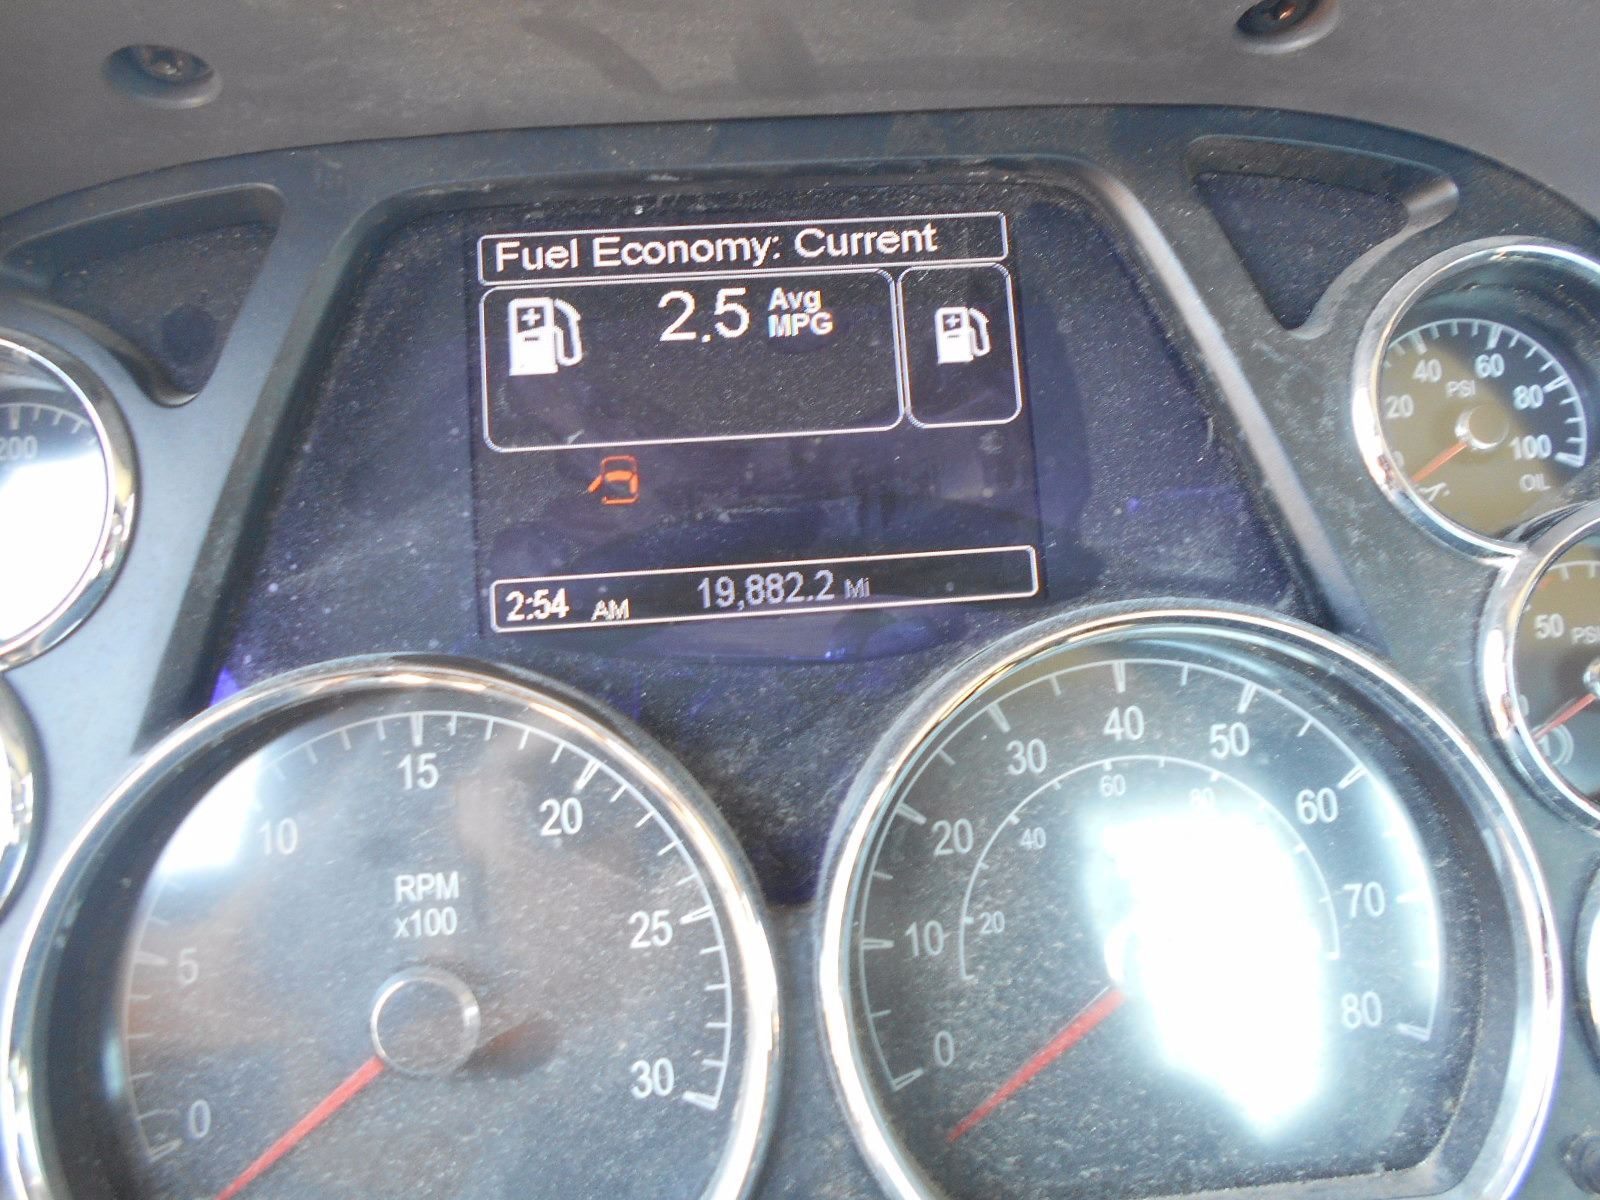 Fuel Economy: Current
2.5 Avg
MPG
2:54 AM 19,882.2 Mi
200
40 60
PSI
20 80
100
OIL
50 PSI
0 5 10 15 20 25 30
RPM
x100
0 10 20 30 40 50 60 70 80
20 40 60 80